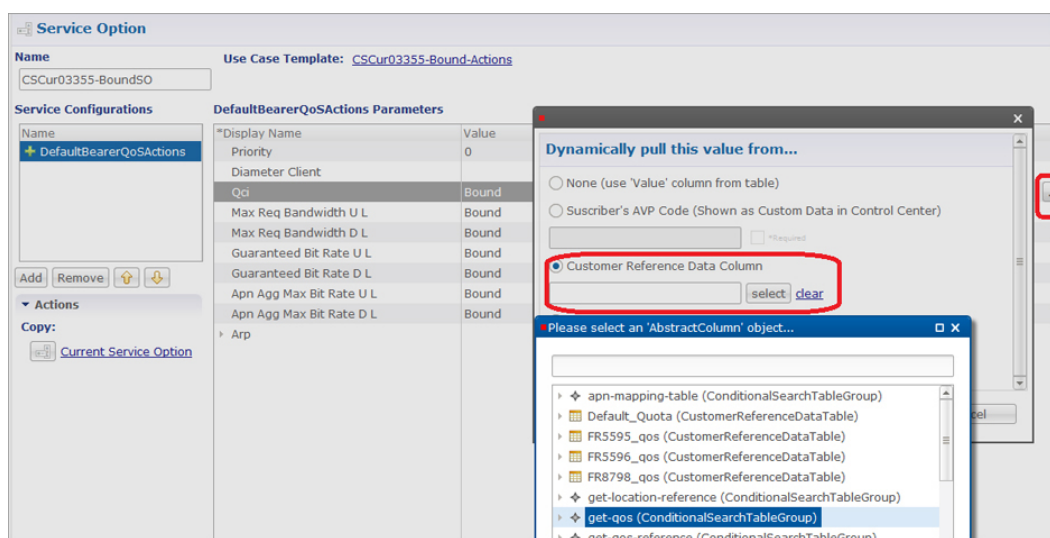 Service Option
Name
Use Case Template: CSCur03355-Bound-Actions
CSCur03355-BoundSO
Service Configurations
DefaultBearerQoSActions Parameters
Name
DefaultBearerQoSActions
*Display Name Value
Priority 0
Diameter Client
Qci Bound
Max Req Bandwidth U L Bound
Max Req Bandwidth D L Bound
Guaranteed Bit Rate U L Bound
Guaranteed Bit Rate D L Bound
Apn Agg Max Bit Rate U L Bound
Apn Agg Max Bit Rate D L Bound
Arp
Add Remove
Actions
Copy:
Current Service Option
Dynamically pull this value from...
None (use 'Value' column from table)
Suscriber's AVP Code (Shown as Custom Data in Control Center)
*Required
Customer Reference Data Column
select clear
cel
Please select an 'AbstractColumn' object...
apn-mapping-table (ConditionalSearchTableGroup)
Default_Quota (CustomerReferenceDataTable)
FR5595_qos (CustomerReferenceDataTable)
FR5596_qos (CustomerReferenceDataTable)
FR8798_qos (CustomerReferenceDataTable)
get-location-reference (ConditionalSearchTableGroup)
get-qos (ConditionalSearchTableGroup)
get-qos-reference (ConditionalSearchTableGroup)